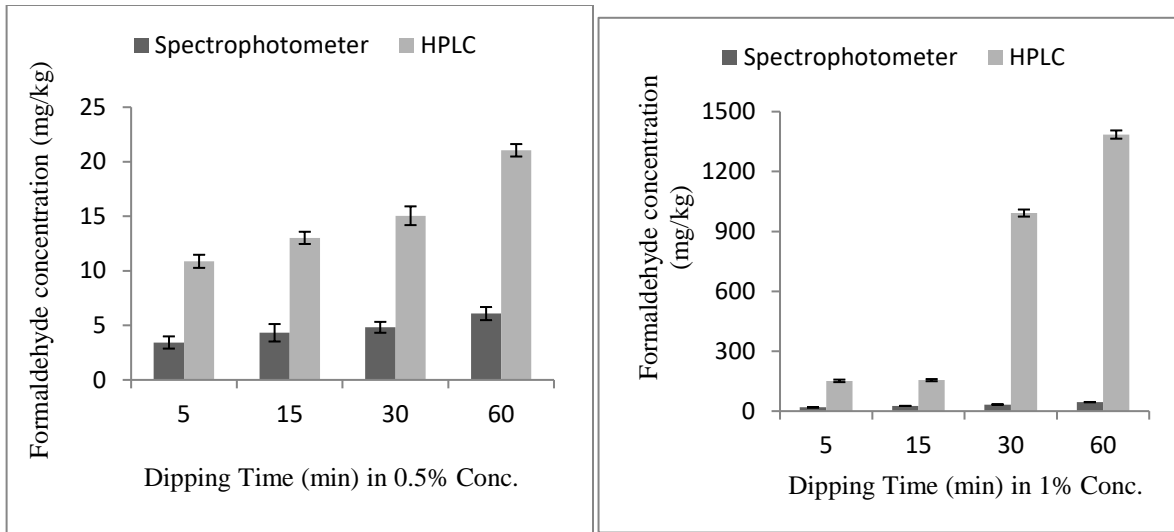 Spectrophotometer HPLC
Formaldehyde concentration (mg/kg)
25
20
15
10
5
0
5 15 30 60
Dipping Time (min) in 0.5% Conc.
Spectrophotometer HPLC
Formaldehyde concentration
(mg/kg)
1500
1200
900
600
300
0
5 15 30 60
Dipping Time (min) in 1% Conc.